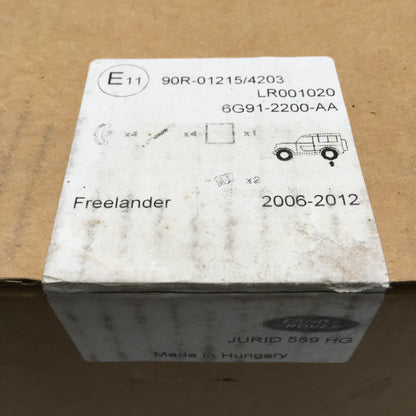 E11 90R-01215/4203
LR001020
6G91-2200-AA
x4 x4 x1
x2
Freelander 2006-2012
ROVER
JURID 559 HG
Made in Hungary